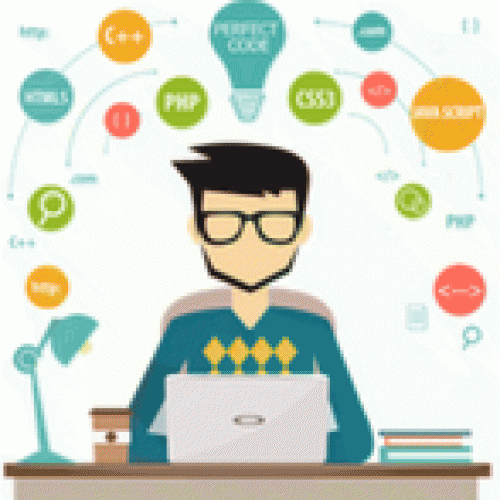 http:
C++
PERFECT
CODE
.com
{ }
HTML5
{ }
PHP
CSS3
</>
JAVA SCRIPT
.com
</>
C++
PHP
http:
<--->